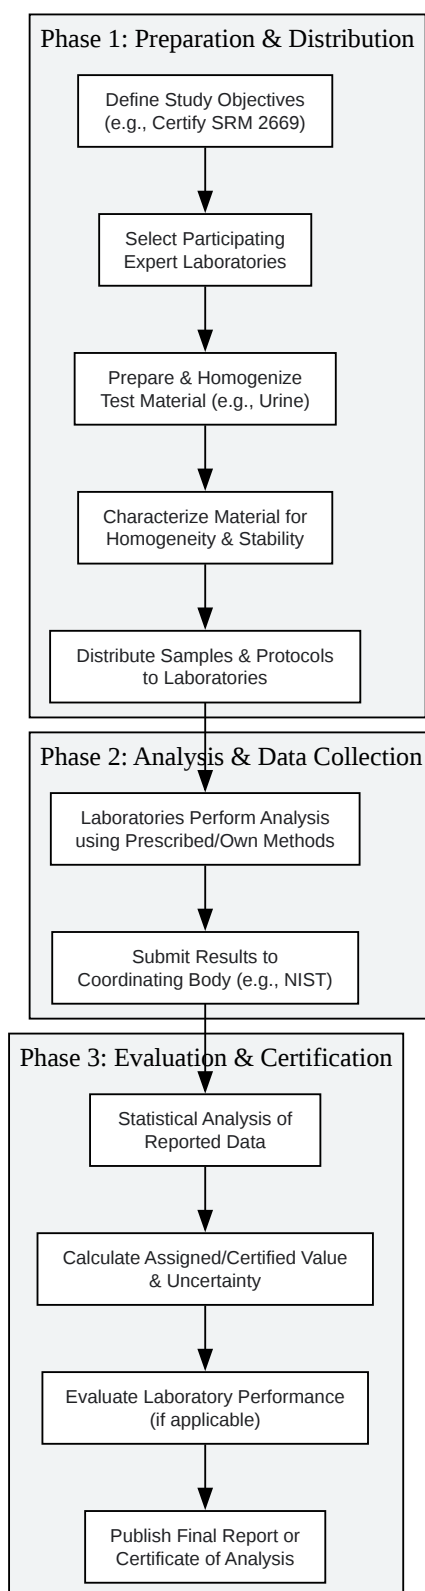 Phase 1: Preparation & Distribution
Define Study Objectives
(e.g., Certify SRM 2669)
Select Participating
Expert Laboratories
Prepare & Homogenize
Test Material (e.g., Urine)
Characterize Material for
Homogeneity & Stability
Distribute Samples & Protocols
to Laboratories
Phase 2: Analysis & Data Collection
Laboratories Perform Analysis
using Prescribed/Own Methods
Submit Results to
Coordinating Body (e.g., NIST)
Phase 3: Evaluation & Certification
Statistical Analysis of
Reported Data
Calculate Assigned/Certified Value
& Uncertainty
Evaluate Laboratory Performance
(if applicable)
Publish Final Report or
Certificate of Analysis